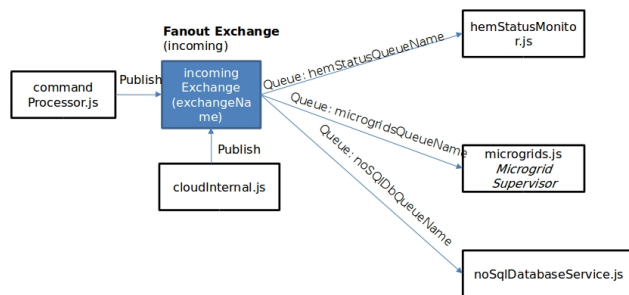 Fanout Exchange
(incoming)
hemStatusMonito
r.js
command
Processor.js
Publish
incoming
Exchange
(exchangeNa
me)
Queue: hemStatusQueueName
Queue: microgridsQueueName
Queue: noSQlDbQueueName
Publish
cloudInternal.js
microgrids.js
Microgrid
Supervisor
noSqlDatabaseService.js